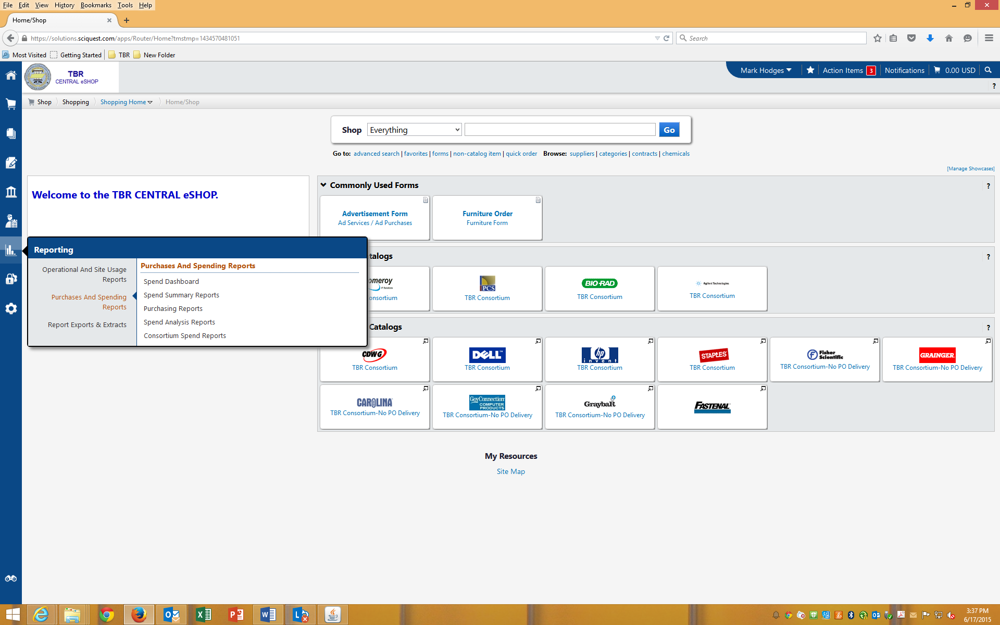 File Edit View History Bookmarks Tools Help
Home/Shop
https://solutions.sciquest.com/apps/Router/Home?tmstmp=1434570481051
Search
Most Visited Getting Started TBR New Folder
TBR
CENTRAL eSHOP
Mark Hodges Action Items 3 Notifications 0.00 USD
?
Shop Shopping Shopping Home Home/Shop
Shop Everything Go
Go to: advanced search | favorites | forms | non-catalog item | quick order Browse: suppliers | categories | contracts | chemicals
[Manage Showcases]
Welcome to the TBR CENTRAL eSHOP.
Commonly Used Forms ?
Advertisement Form
Ad Services / Ad Purchases
Furniture Order
Furniture Form
Reporting
Operational And Site Usage
Reports
Purchases And Spending
Reports
Report Exports & Extracts
Purchases And Spending Reports
Spend Dashboard
Spend Summary Reports
Purchasing Reports
Spend Analysis Reports
Consortium Spend Reports
talogs ?
omeroy
IT Solutions
onsortium
PCS
TBR Consortium
BIO-RAD
TBR Consortium
Agilent Technologies
TBR Consortium
Catalogs ?
CDWG
TBR Consortium
DELL
TBR Consortium
hp
invent
TBR Consortium
STAPLES
TBR Consortium
Fisher
Scientific
TBR Consortium-No PO Delivery
GRAINGER
TBR Consortium-No PO Delivery
CAROLINA
TBR Consortium-No PO Delivery
GovConnection
COMPUTER
PRODUCTS
TBR Consortium-No PO Delivery
GraybaR
TBR Consortium-No PO Delivery
FASTENAL
My Resources
Site Map
3:37 PM
6/17/2015